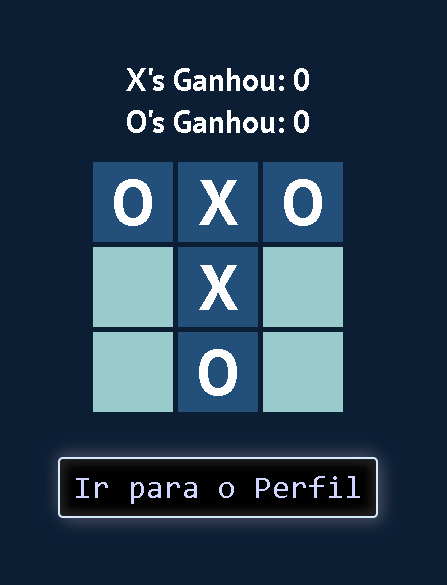 X's Ganhou: 0
O's Ganhou: 0
O X O
X
O
Ir para o Perfil